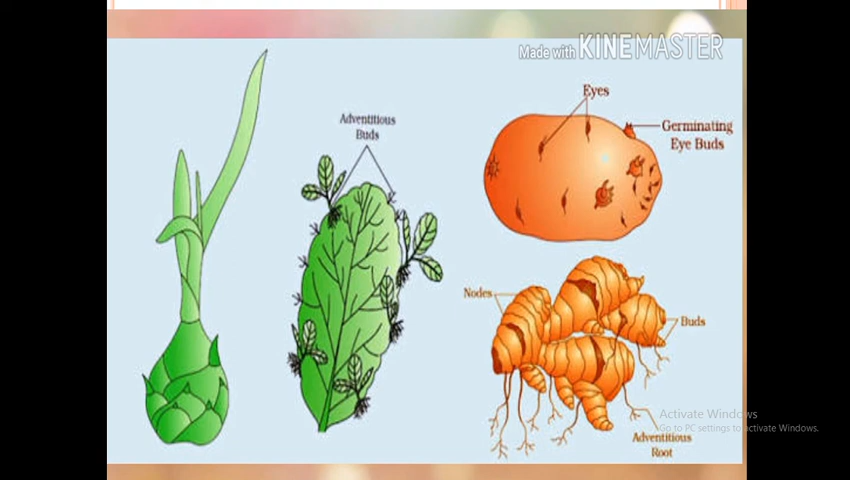 Made with KINEMASTER
Eyes
Adventitious
Buds
Germinating
Eye Buds
Nodes
Buds
Activate Windows
Go to PC settings to activate Windows.
Adventitious
Root